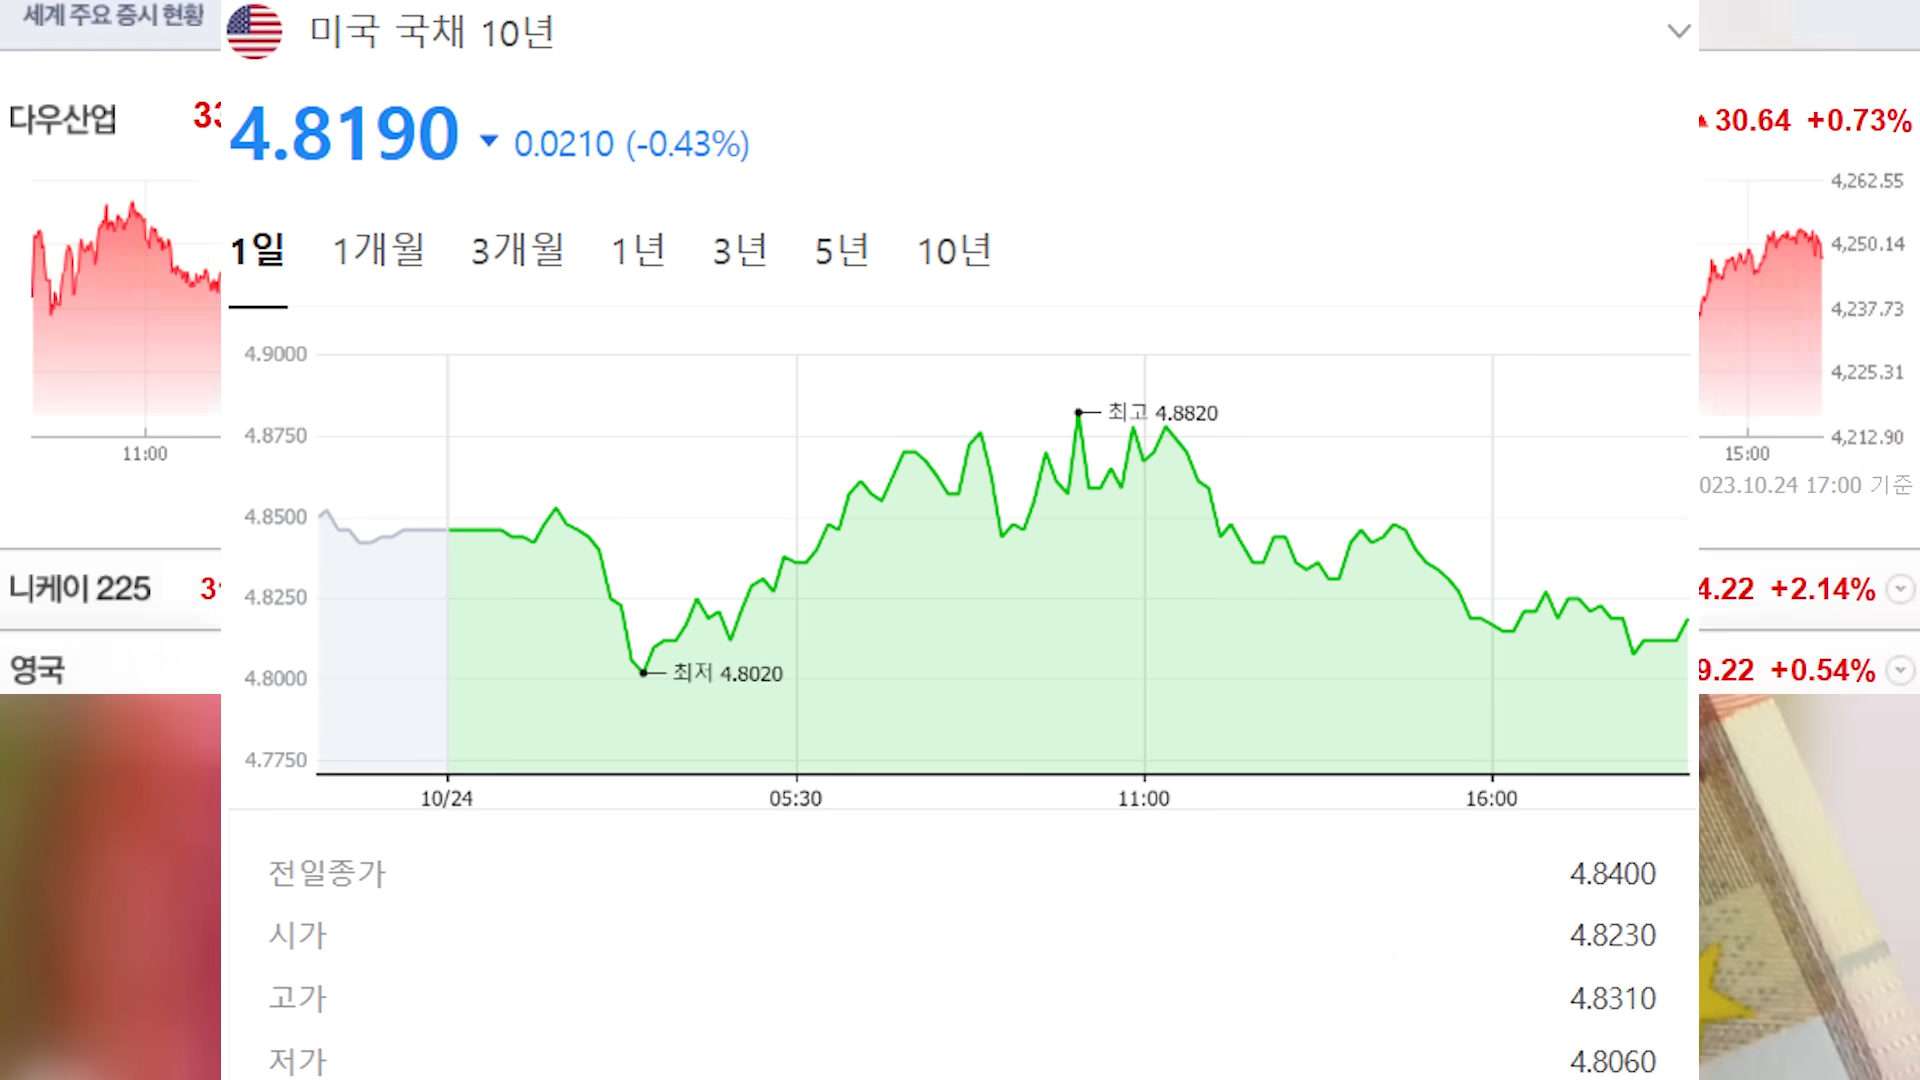 세계 주요 증시 현황
미국 국채 10년
다우산업
4.8190 ▼ 0.0210 (-0.43%)
▲ 30.64 +0.73%
1일 1개월 3개월 1년 3년 5년 10년
4,262.55
4,250.14
4,237.73
4,225.31
4,212.90
11:00
15:00
023.10.24 17:00 기준
4.9000
4.8750
4.8500
4.8250
4.8000
4.7750
최고 4.8820
최저 4.8020
10/24 05:30 11:00 16:00
니케이 225
4.22 +2.14%
영국
9.22 +0.54%
전일종가 4.8400
시가 4.8230
고가 4.8310
저가 4.8060